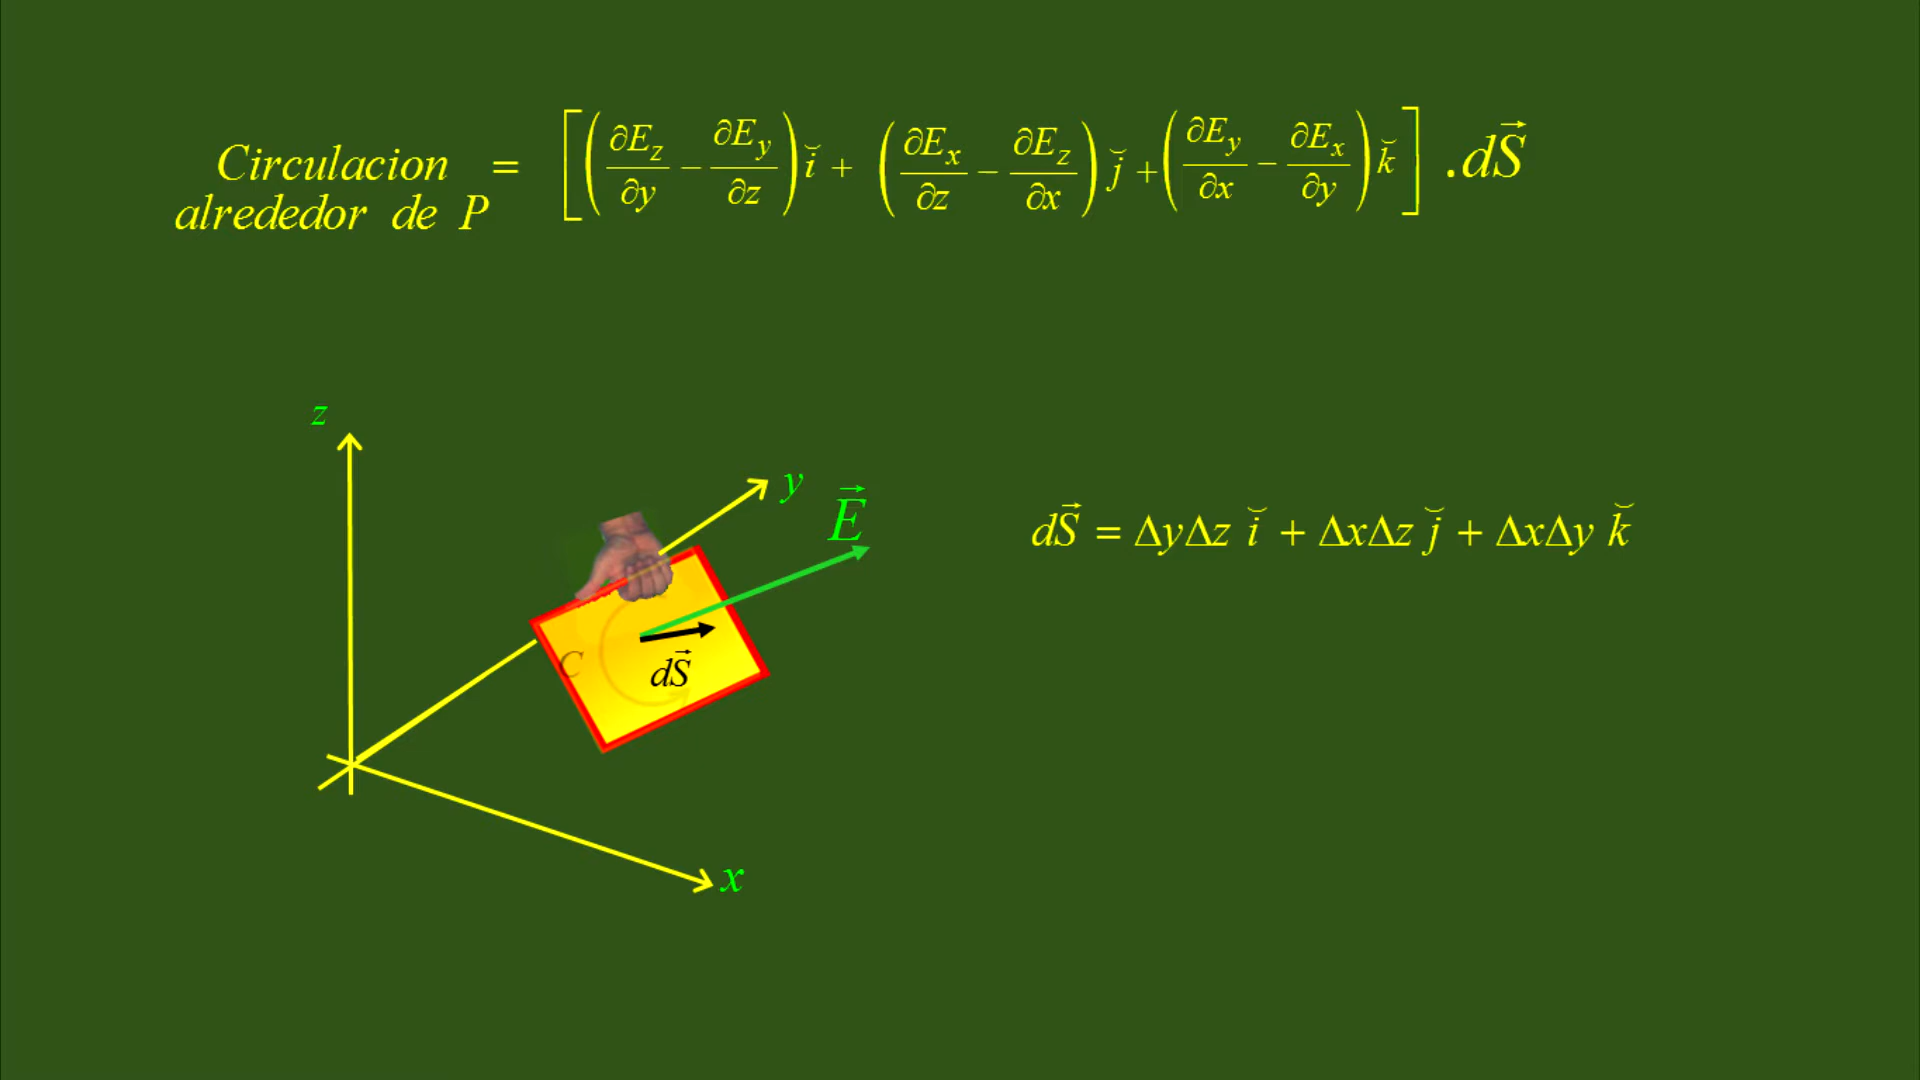 Circulacion alrededor de P = [(∂E_z/∂y − ∂E_y/∂z) ĭ + (∂E_x/∂z − ∂E_z/∂x) j̆ + (∂E_y/∂x − ∂E_x/∂y) k̆] . dS⃗
z
y
E⃗
dS⃗ = ΔyΔz ĭ + ΔxΔz j̆ + ΔxΔy k̆
C
dS⃗
x